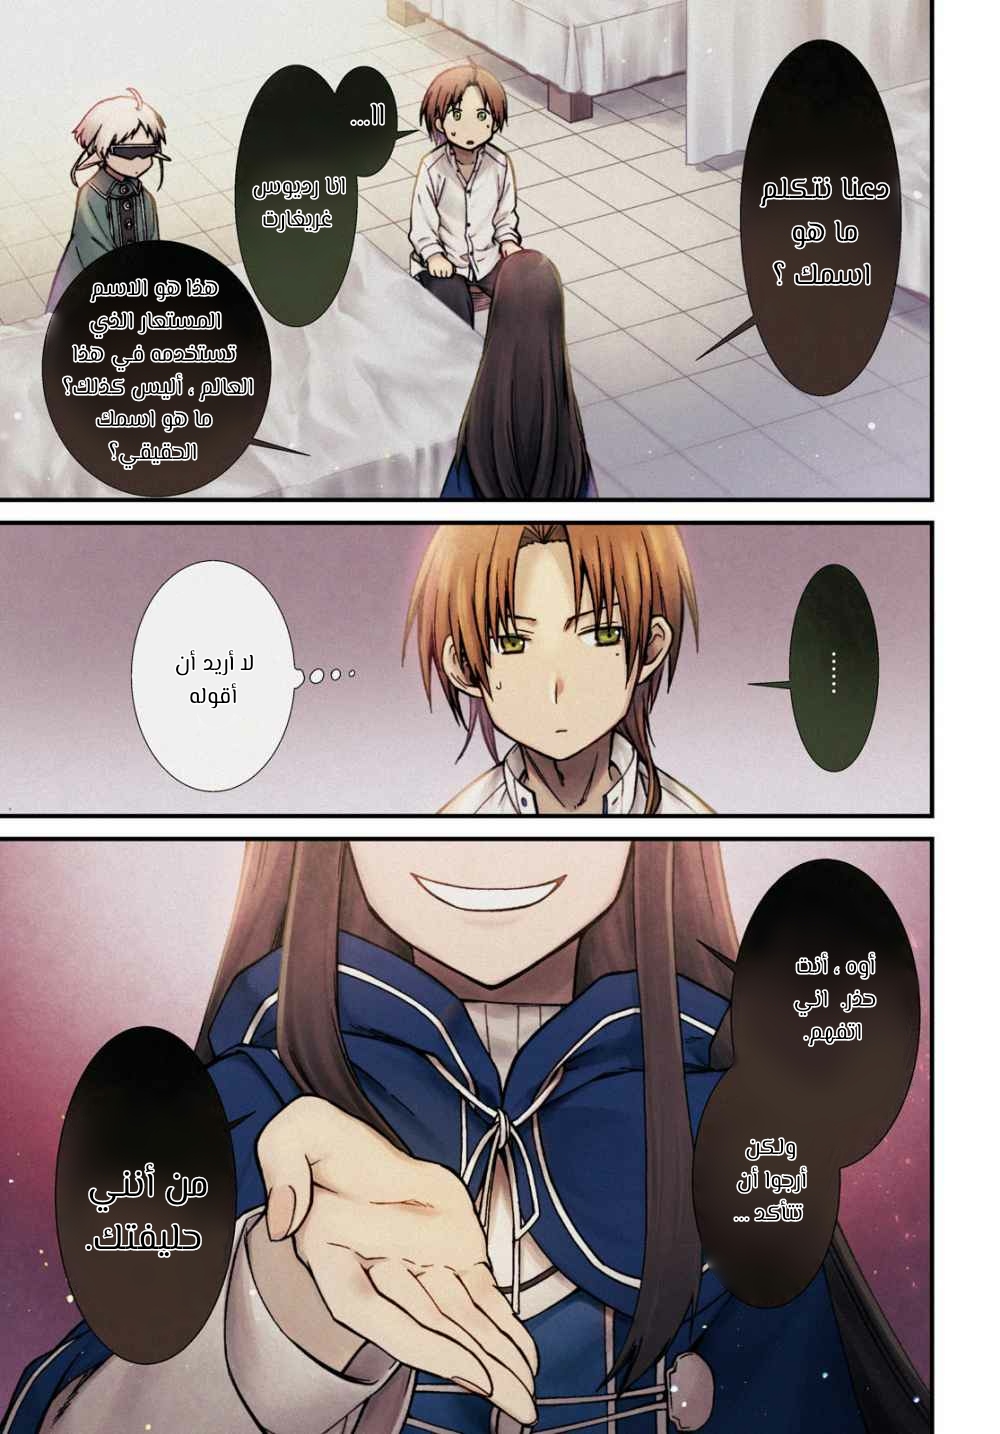 دعنا نتكلم
ما هو
اسمك ؟
اا...
انا رديوس
غريغارت
هذا هو الاسم
المستعار الذي
تستخدمه في هذا
العالم ، أليس كذلك؟
ما هو اسمك
الحقيقي؟
......
لا أريد أن
أقوله
أوه ، أنت
حذر. اني
اتفهم.
ولكن
أرجوا أن
تتأكد ...
من أنني
حليفتك.